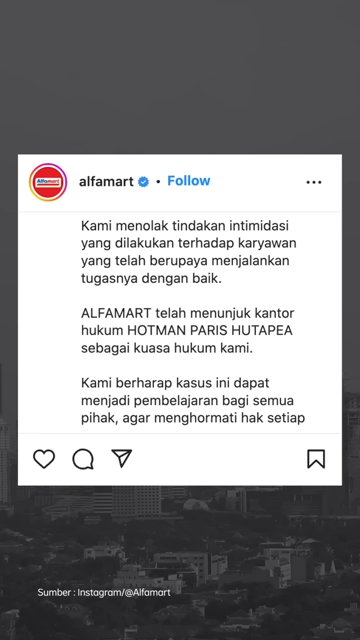 Alfamart
alfamart • Follow
Kami menolak tindakan intimidasi
yang dilakukan terhadap karyawan
yang telah berupaya menjalankan
tugasnya dengan baik.
ALFAMART telah menunjuk kantor
hukum HOTMAN PARIS HUTAPEA
sebagai kuasa hukum kami.
Kami berharap kasus ini dapat
menjadi pembelajaran bagi semua
pihak, agar menghormati hak setiap
Sumber : Instagram/@Alfamart